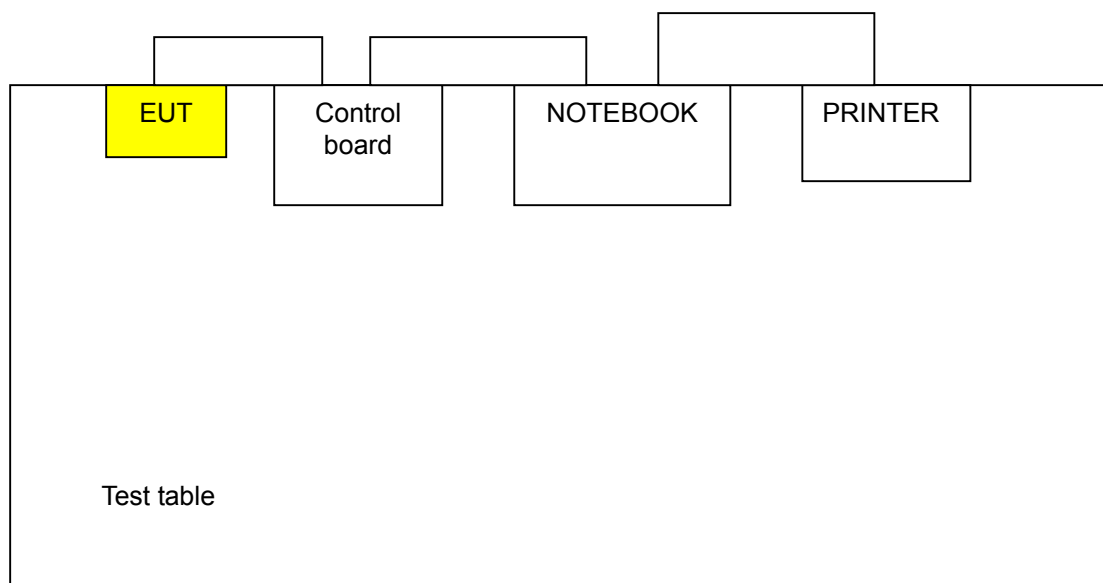 EUT
Control
board
NOTEBOOK
PRINTER
Test table